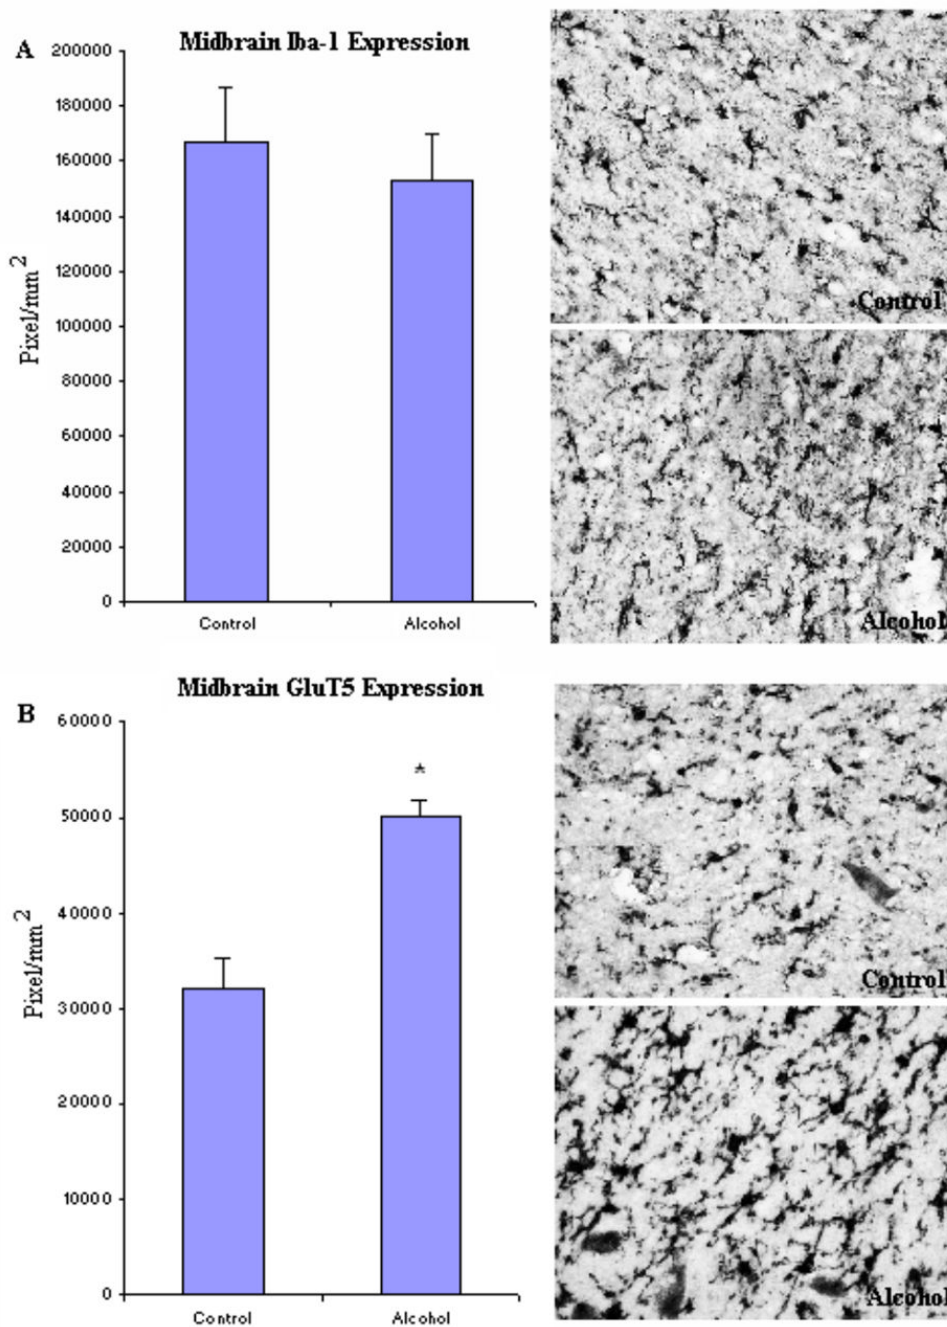 A
Midbrain Iba-1 Expression
200000
180000
160000
140000
120000
100000
80000
60000
40000
20000
0
Pixel/mm²
Control
Alcohol
Control
Alcohol
B
Midbrain GluT5 Expression
60000
50000
40000
30000
20000
10000
0
Pixel/mm²
*
Control
Alcohol
Control
Alcohol